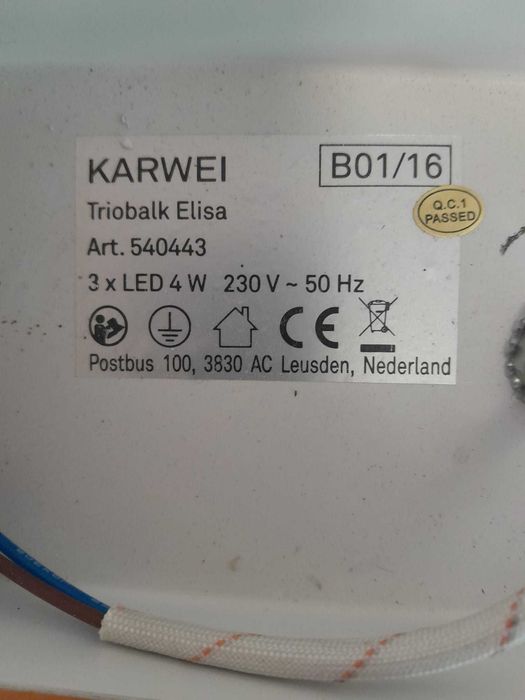 KARWEI
B01/16
Triobalk Elisa
Q.C.1
PASSED
Art. 540443
3 x LED 4 W 230 V ~ 50 Hz
CE
Postbus 100, 3830 AC Leusden, Nederland